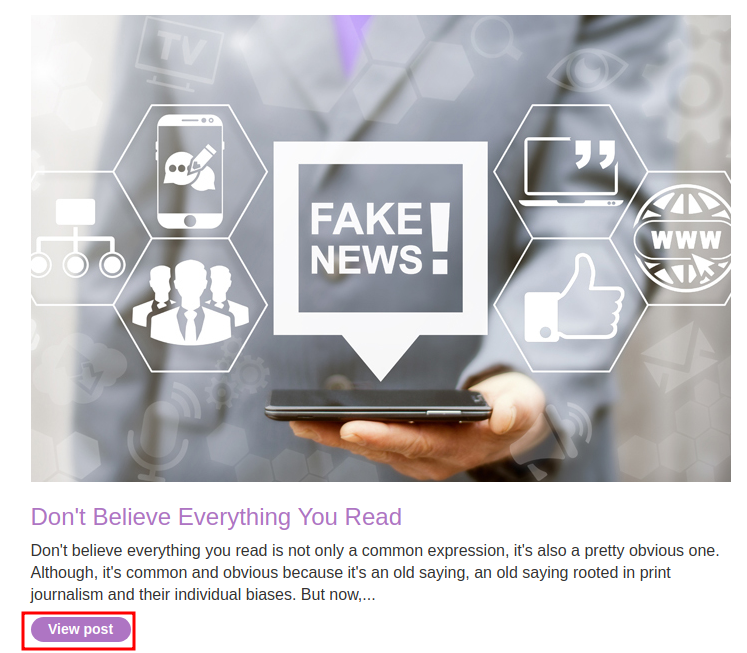 TV
FAKE
NEWS!
WWW
Don't Believe Everything You Read
Don't believe everything you read is not only a common expression, it's also a pretty obvious one.
Although, it's common and obvious because it's an old saying, an old saying rooted in print
journalism and their individual biases. But now,...
View post